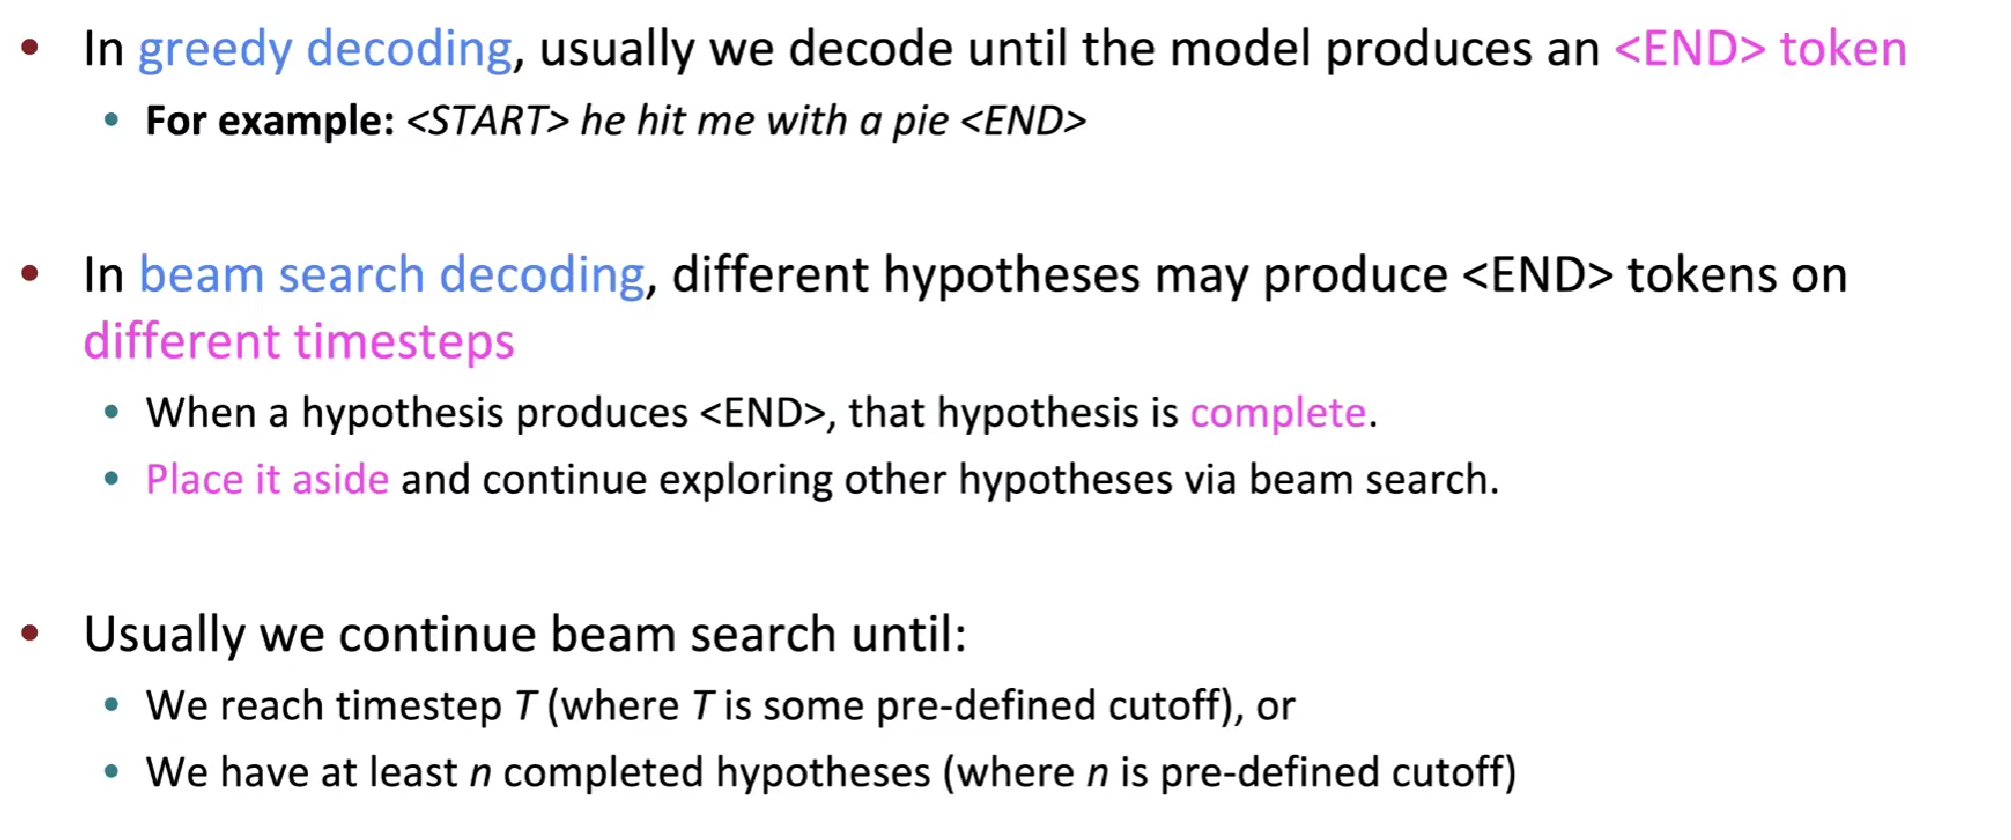 • In greedy decoding, usually we decode until the model produces an <END> token
• For example: <START> he hit me with a pie <END>
• In beam search decoding, different hypotheses may produce <END> tokens on
different timesteps
• When a hypothesis produces <END>, that hypothesis is complete.
• Place it aside and continue exploring other hypotheses via beam search.
• Usually we continue beam search until:
• We reach timestep T (where T is some pre-defined cutoff), or
• We have at least n completed hypotheses (where n is pre-defined cutoff)